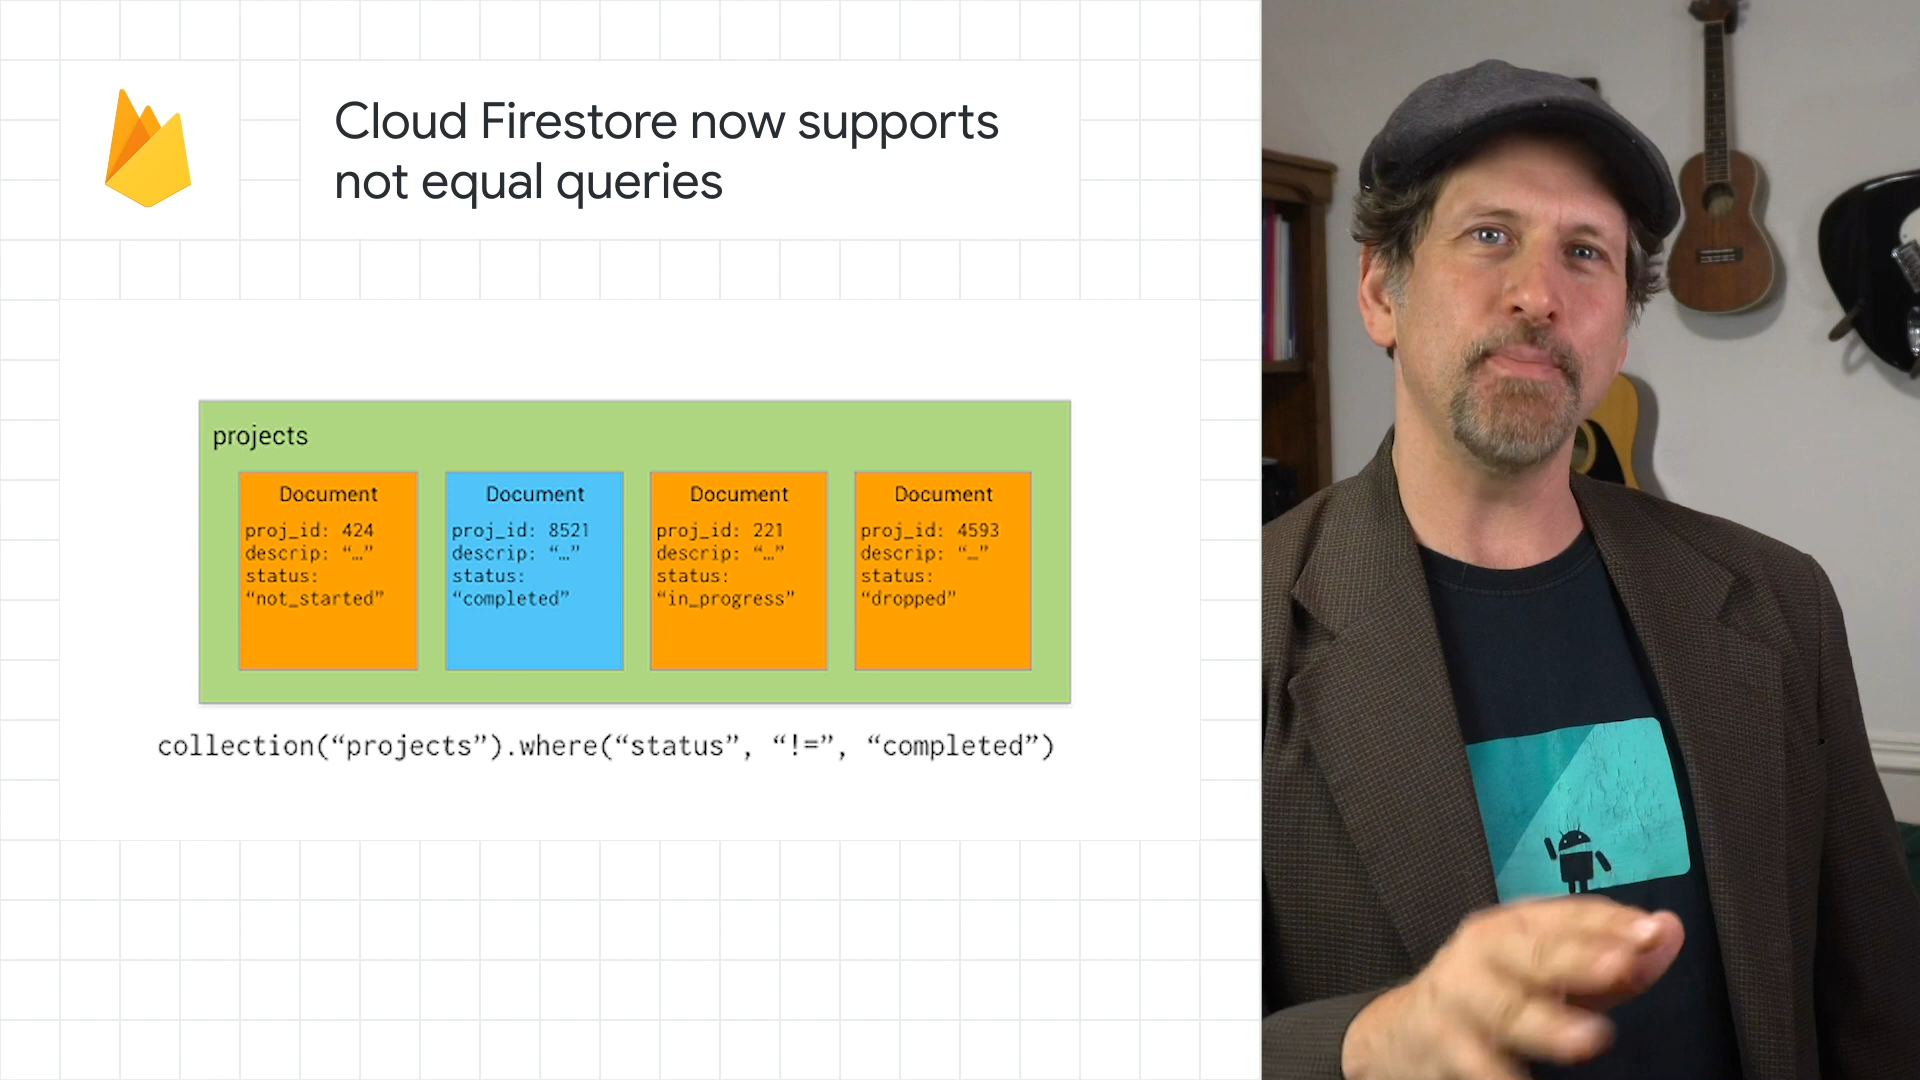 Cloud Firestore now supports
not equal queries
projects
Document
proj_id: 424
descrip: “…”
status:
“not_started”
Document
proj_id: 8521
descrip: “…”
status:
“completed”
Document
proj_id: 221
descrip: “…”
status:
“in_progress”
Document
proj_id: 4593
descrip: “…”
status:
“dropped”
collection(“projects”).where(“status”, “!=”, “completed”)